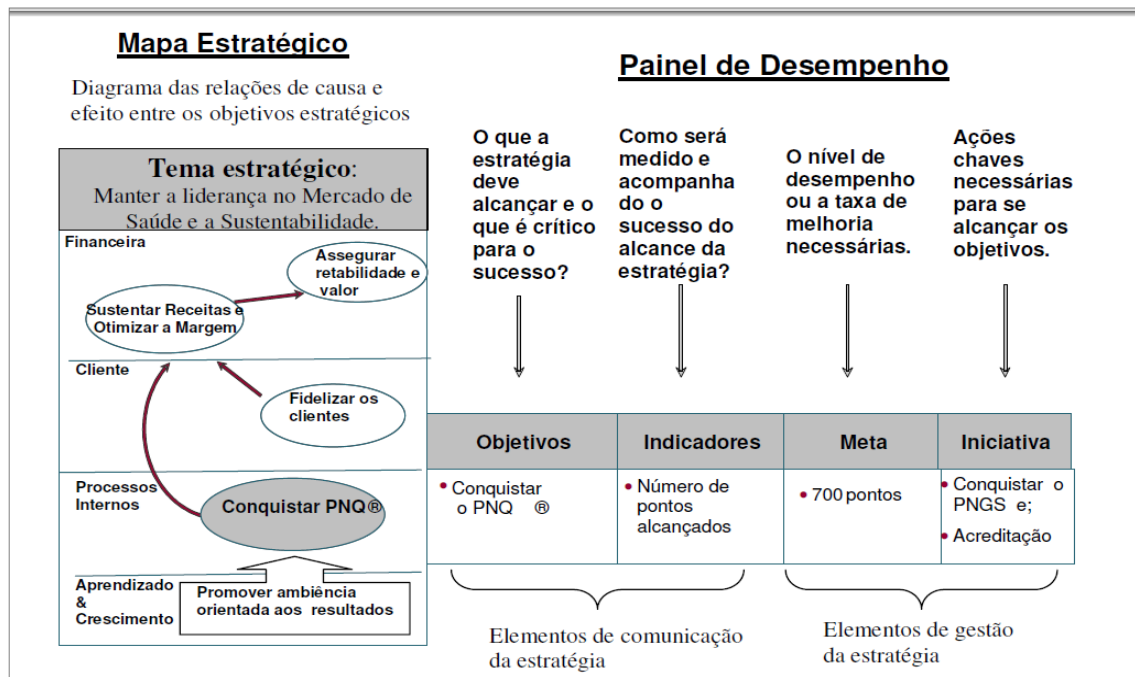 Mapa Estratégico
Diagrama das relações de causa e
efeito entre os objetivos estratégicos
Tema estratégico:
Manter a liderança no Mercado de
Saúde e a Sustentabilidade.
Financeira
Assegurar
retabilidade e
valor
Sustentar Receitas e
Otimizar a Margem
Cliente
Fidelizar os
clientes
Processos
Internos
Conquistar PNQ®
Aprendizado
&
Crescimento
Promover ambiência
orientada aos resultados
Painel de Desempenho
O que a
estratégia
deve
alcançar e o
que é crítico
para o
sucesso?
Como será
medido e
acompanha
do o
sucesso do
alcance da
estratégia?
O nível de
desempenho
ou a taxa de
melhoria
necessárias.
Ações
chaves
necessárias
para se
alcançar os
objetivos.
Objetivos
Indicadores
Meta
Iniciativa
• Conquistar
o PNQ ®
• Número de
pontos
alcançados
• 700 pontos
• Conquistar o
PNGS e;
• Acreditação
Elementos de comunicação
da estratégia
Elementos de gestão
da estratégia